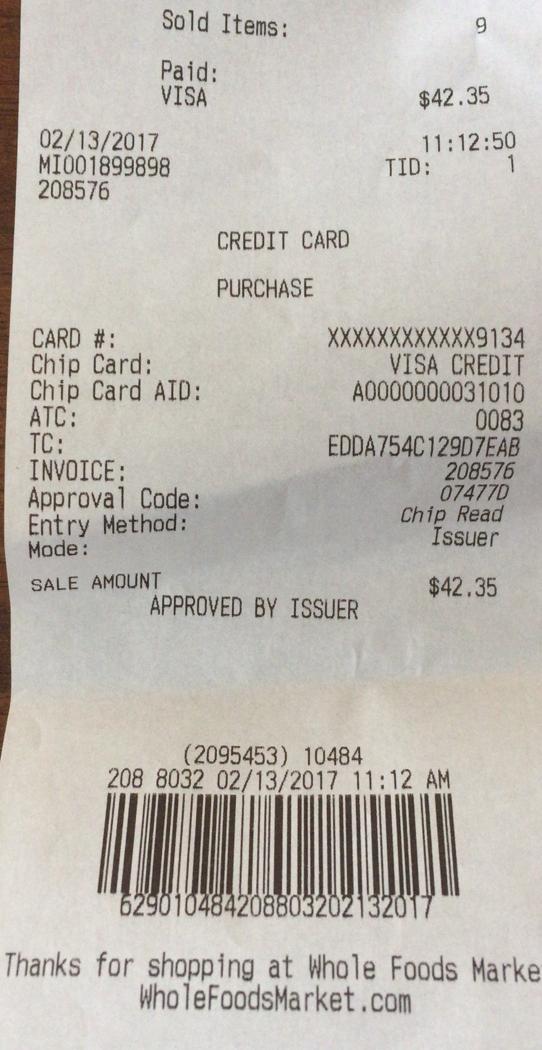 Sold Items: 9
Paid:
VISA $42.35
02/13/2017 11:12:50
MI001899898 TID: 1
208576
CREDIT CARD
PURCHASE
CARD #: XXXXXXXXXXXX9134
Chip Card: VISA CREDIT
Chip Card AID: A0000000031010
ATC: 0083
TC: EDDA754C129D7EAB
INVOICE: 208576
Approval Code: 07477D
Entry Method: Chip Read
Mode: Issuer
SALE AMOUNT $42.35
APPROVED BY ISSUER
(2095453) 10484
208 8032 02/13/2017 11:12 AM
629010484208803202132017
Thanks for shopping at Whole Foods Marke
WholeFoodsMarket.com